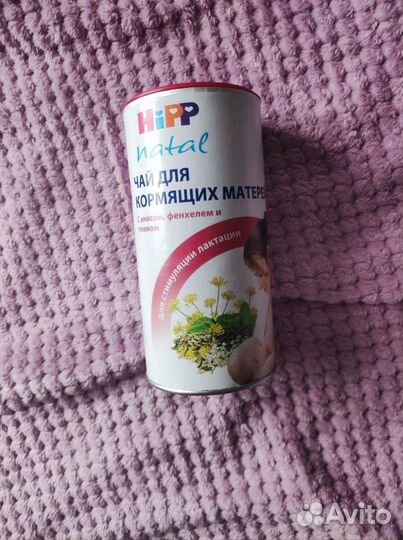 HiPP
natal
ЧАЙ ДЛЯ
КОРМЯЩИХ МАТЕРЕ
С анисом, фенхелем и
тмином
для стимуляции лактации
Avito